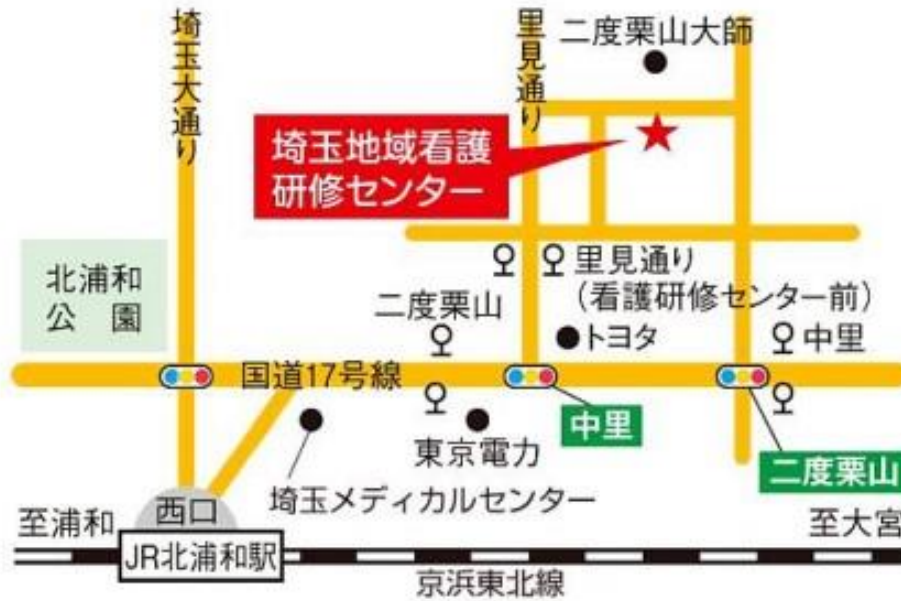 埼玉大通り
里見通り
二度栗山大師
埼玉地域看護
研修センター
北浦和
公　園
二度栗山
里見通り
（看護研修センター前）
トヨタ
中里
国道17号線
中里
東京電力
二度栗山
埼玉メディカルセンター
西口
至浦和
至大宮
JR北浦和駅
京浜東北線